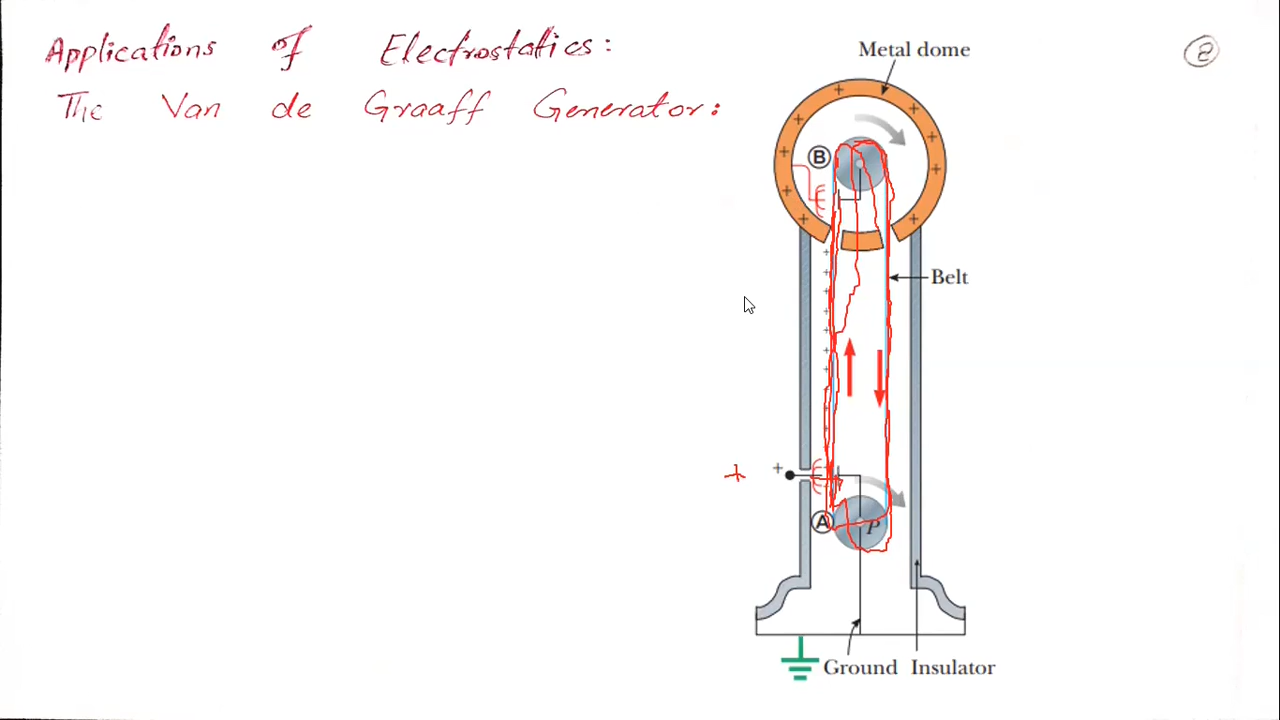 Applications of Electrostatics:
The Van de Graaff Generator:
2
Metal dome
B
Belt
+
+
A
P
Ground
Insulator